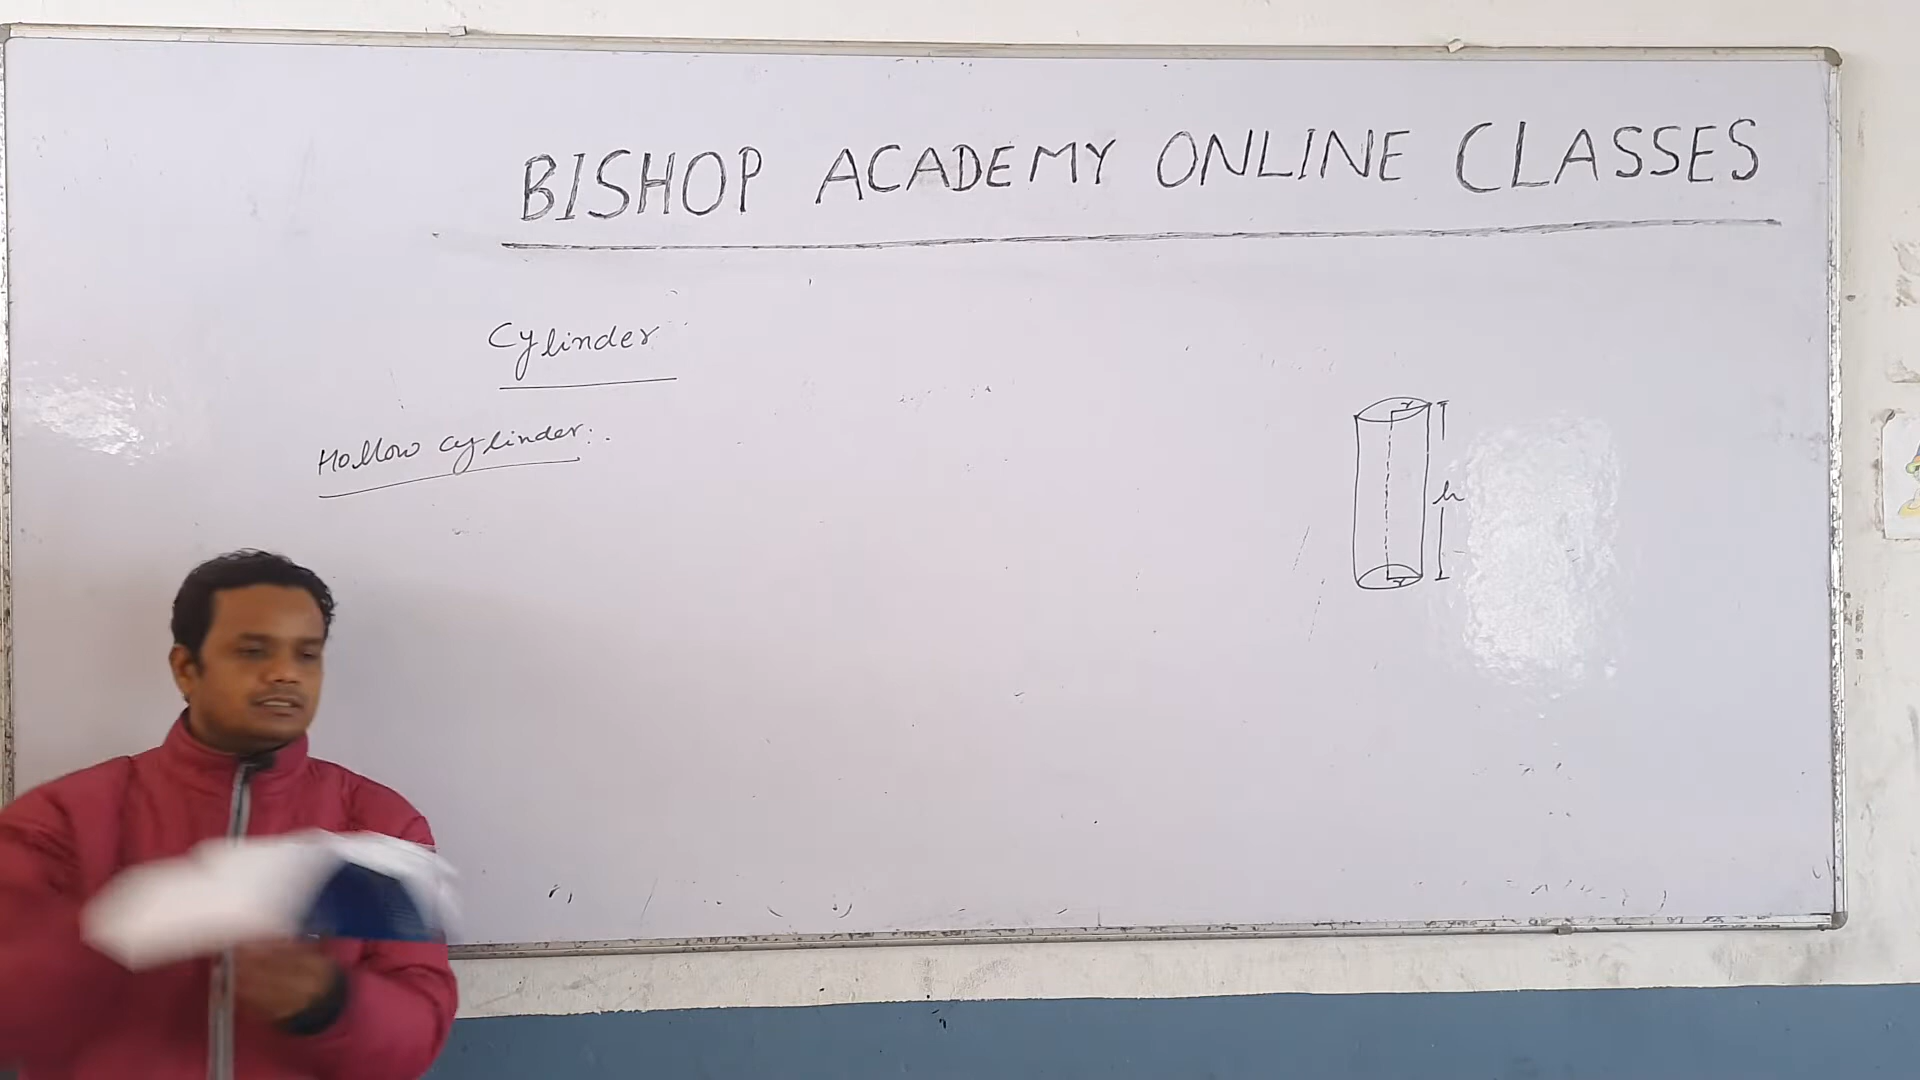 BISHOP ACADEMY ONLINE CLASSES
Cylinder
Hollow cylinder:.
r
h
r